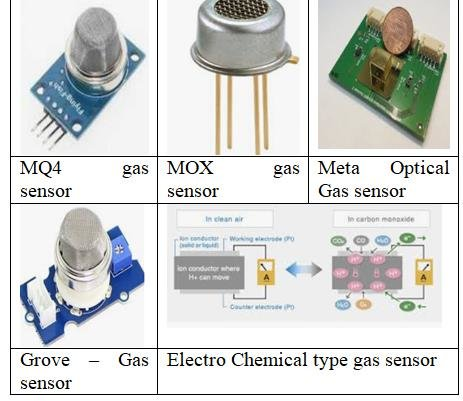 Flying-Fish
MQ4 gas
sensor
MOX gas
sensor
Meta Optical
Gas sensor
In clean air
In carbon monoxide
Ion conductor
(solid or liquid)
Working electrode (Pt)
Ion conductor where
H+ can move
A
Counter electrode (Pt)
CO₂
CO
H₂O
e⁻
H⁺
H⁺
H⁺
H⁺
H⁺
H⁺
A
H₂O
O₂
e⁻
Grove – Gas
sensor
Electro Chemical type gas sensor